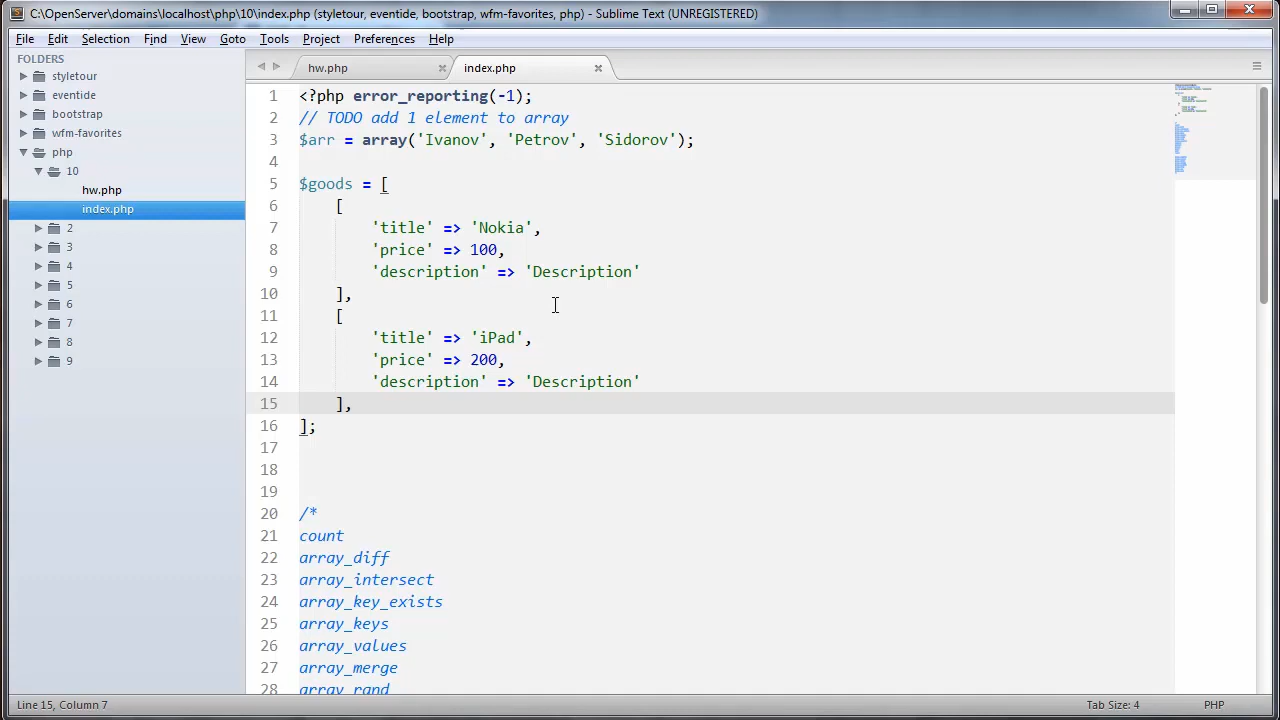 C:\OpenServer\domains\localhost\php\10\index.php (styletour, eventide, bootstrap, wfm-favorites, php) - Sublime Text (UNREGISTERED)
File Edit Selection Find View Goto Tools Project Preferences Help
FOLDERS
styletour
eventide
bootstrap
wfm-favorites
php
10
hw.php
index.php
2
3
4
5
6
7
8
9
hw.php index.php
1 <?php error_reporting(-1);
2 // TODO add 1 element to array
3 $arr = array('Ivanov', 'Petrov', 'Sidorov');
4
5 $goods = [
6 [
7 'title' => 'Nokia',
8 'price' => 100,
9 'description' => 'Description'
10 ],
11 [
12 'title' => 'iPad',
13 'price' => 200,
14 'description' => 'Description'
15 ],
16 ];
17
18
19
20 /*
21 count
22 array_diff
23 array_intersect
24 array_key_exists
25 array_keys
26 array_values
27 array_merge
28 array_rand
Line 15, Column 7 Tab Size: 4 PHP